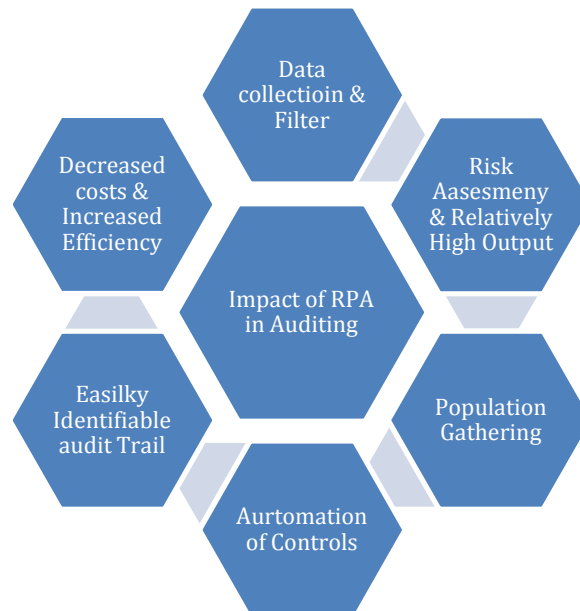 Data
collectioin &
Filter
Risk
Aasesmeny
& Relatively
High Output
Population
Gathering
Aurtomation
of Controls
Easilky
Identifiable
audit Trail
Decreased
costs &
Increased
Efficiency
Impact of RPA
in Auditing